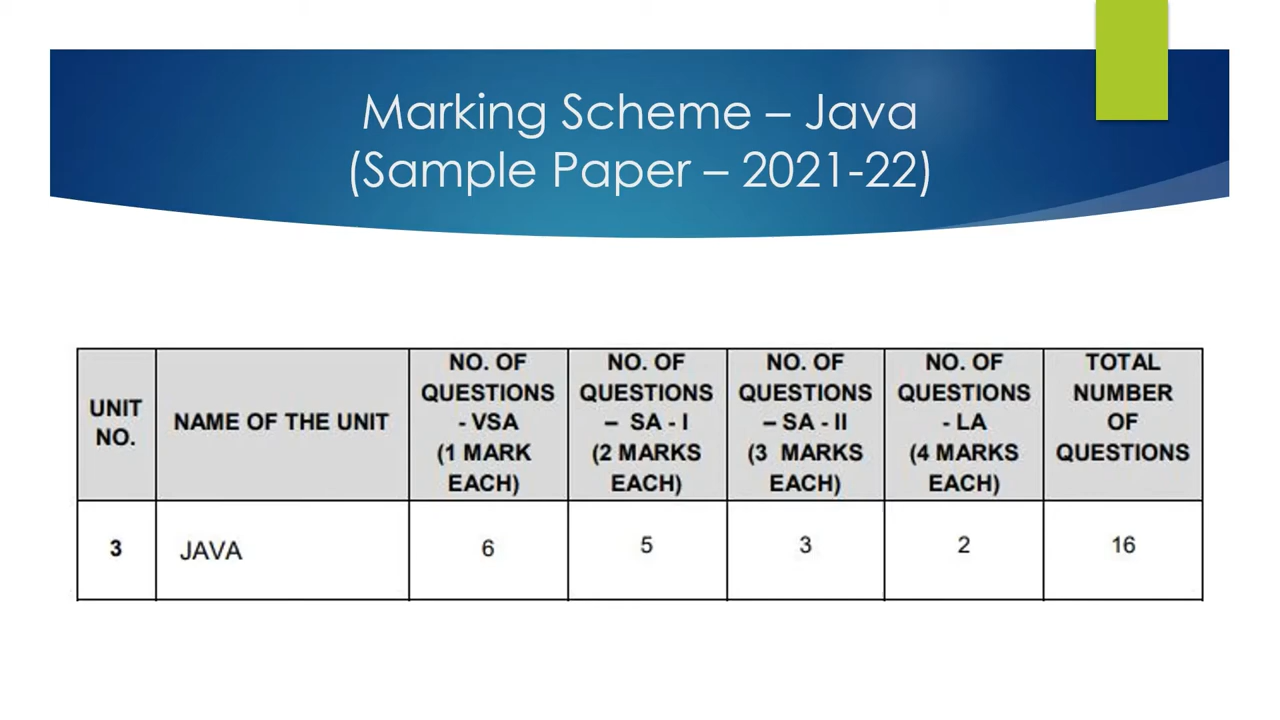 Marking Scheme – Java
(Sample Paper – 2021-22)
UNIT NO.
NAME OF THE UNIT
NO. OF QUESTIONS - VSA (1 MARK EACH)
NO. OF QUESTIONS – SA - I (2 MARKS EACH)
NO. OF QUESTIONS – SA - II (3 MARKS EACH)
NO. OF QUESTIONS - LA (4 MARKS EACH)
TOTAL NUMBER OF QUESTIONS
3 JAVA 6 5 3 2 16